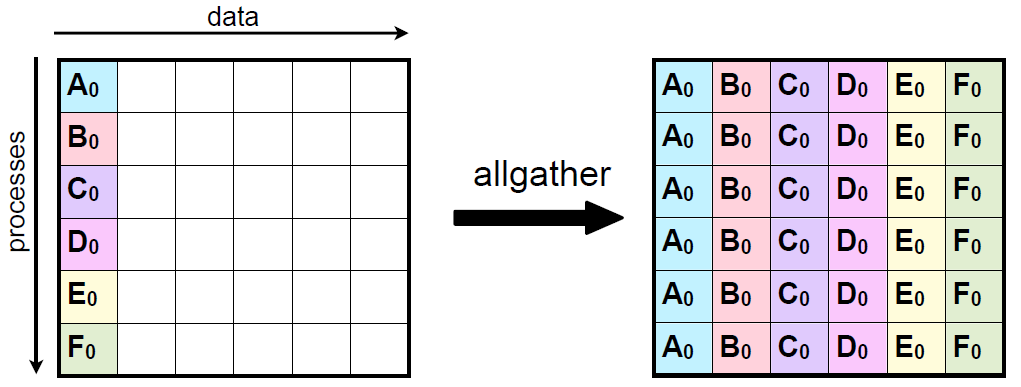 data
processes
A₀
B₀
C₀
D₀
E₀
F₀
allgather
A₀ B₀ C₀ D₀ E₀ F₀
A₀ B₀ C₀ D₀ E₀ F₀
A₀ B₀ C₀ D₀ E₀ F₀
A₀ B₀ C₀ D₀ E₀ F₀
A₀ B₀ C₀ D₀ E₀ F₀
A₀ B₀ C₀ D₀ E₀ F₀